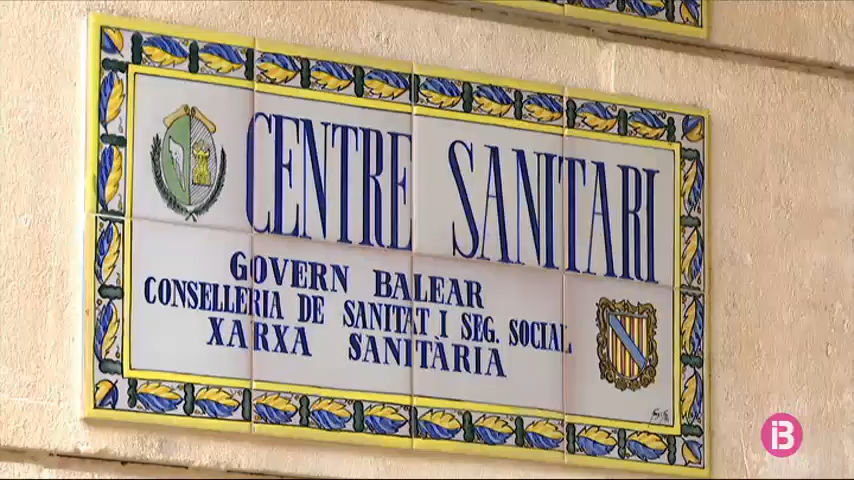 CENTRE SANITARI
GOVERN BALEAR
CONSELLERIA DE SANITAT I SEG. SOCIAL
XARXA SANITÀRIA